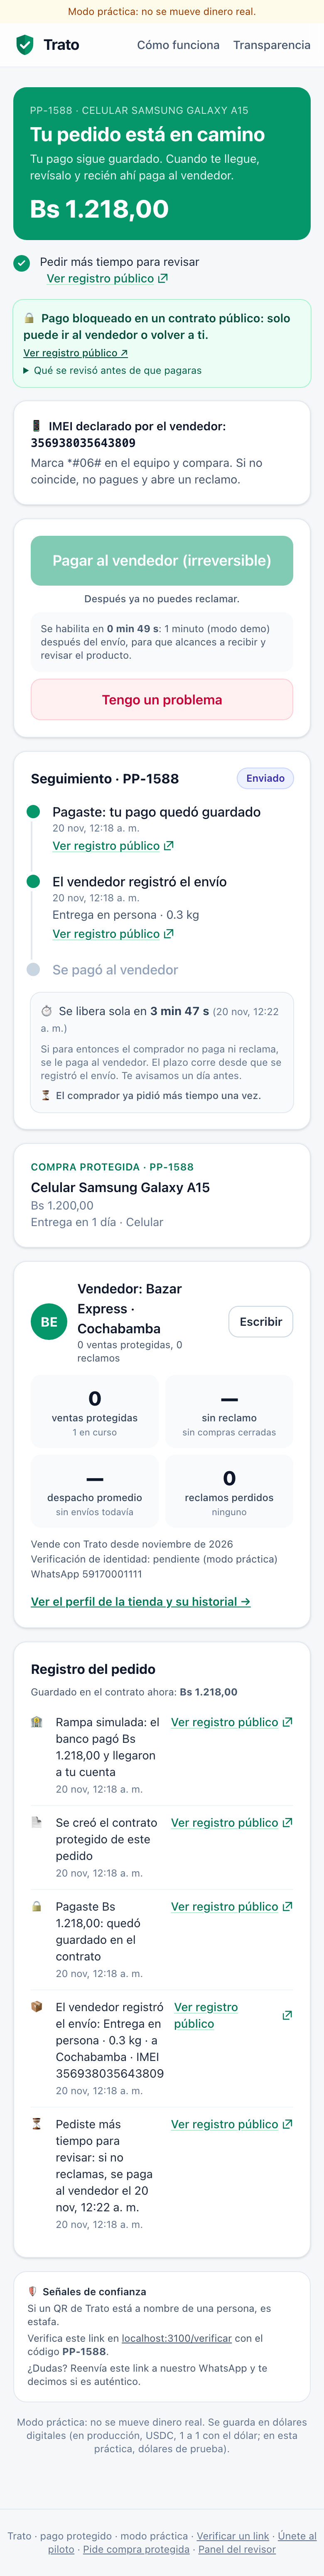 Modo práctica: no se mueve dinero real.
Trato
Cómo funciona
Transparencia
PP-1588 · CELULAR SAMSUNG GALAXY A15
Tu pedido está en camino
Tu pago sigue guardado. Cuando te llegue,
revísalo y recién ahí paga al vendedor.
Bs 1.218,00
Pedir más tiempo para revisar
Ver registro público
Pago bloqueado en un contrato público: solo
puede ir al vendedor o volver a ti.
Ver registro público ↗
▶ Qué se revisó antes de que pagaras
IMEI declarado por el vendedor:
356938035643809
Marca *#06# en el equipo y compara. Si no
coincide, no pagues y abre un reclamo.
Pagar al vendedor (irreversible)
Después ya no puedes reclamar.
Se habilita en 0 min 49 s: 1 minuto (modo demo)
después del envío, para que alcances a recibir y
revisar el producto.
Tengo un problema
Seguimiento · PP-1588
Enviado
Pagaste: tu pago quedó guardado
20 nov, 12:18 a. m.
Ver registro público
El vendedor registró el envío
20 nov, 12:18 a. m.
Entrega en persona · 0.3 kg
Ver registro público
Se pagó al vendedor
Se libera sola en 3 min 47 s (20 nov, 12:22
a. m.)
Si para entonces el comprador no paga ni reclama,
se le paga al vendedor. El plazo corre desde que se
registró el envío. Te avisamos un día antes.
El comprador ya pidió más tiempo una vez.
COMPRA PROTEGIDA · PP-1588
Celular Samsung Galaxy A15
Bs 1.200,00
Entrega en 1 día · Celular
BE
Vendedor: Bazar
Express ·
Cochabamba
0 ventas protegidas, 0
reclamos
Escribir
0
ventas protegidas
1 en curso
—
sin reclamo
sin compras cerradas
—
despacho promedio
sin envíos todavía
0
reclamos perdidos
ninguno
Vende con Trato desde noviembre de 2026
Verificación de identidad: pendiente (modo práctica)
WhatsApp 59170001111
Ver el perfil de la tienda y su historial →
Registro del pedido
Guardado en el contrato ahora: Bs 1.218,00
Rampa simulada: el
banco pagó Bs
1.218,00 y llegaron
a tu cuenta
20 nov, 12:18 a. m.
Ver registro público
Se creó el contrato
protegido de este
pedido
20 nov, 12:18 a. m.
Ver registro público
Pagaste Bs
1.218,00: quedó
guardado en el
contrato
20 nov, 12:18 a. m.
Ver registro público
El vendedor registró
el envío: Entrega en
persona · 0.3 kg · a
Cochabamba · IMEI
356938035643809
20 nov, 12:18 a. m.
Ver registro
público
Pediste más
tiempo para
revisar: si no
reclamas, se paga
al vendedor el 20
nov, 12:22 a. m.
20 nov, 12:18 a. m.
Ver registro público
Señales de confianza
Si un QR de Trato está a nombre de una persona, es
estafa.
Verifica este link en localhost:3100/verificar con el
código PP-1588.
¿Dudas? Reenvía este link a nuestro WhatsApp y te
decimos si es auténtico.
Modo práctica: no se mueve dinero real. Se guarda en dólares
digitales (en producción, USDC, 1 a 1 con el dólar; en esta
práctica, dólares de prueba).
Trato · pago protegido · modo práctica · Verificar un link · Únete al
piloto · Pide compra protegida · Panel del revisor